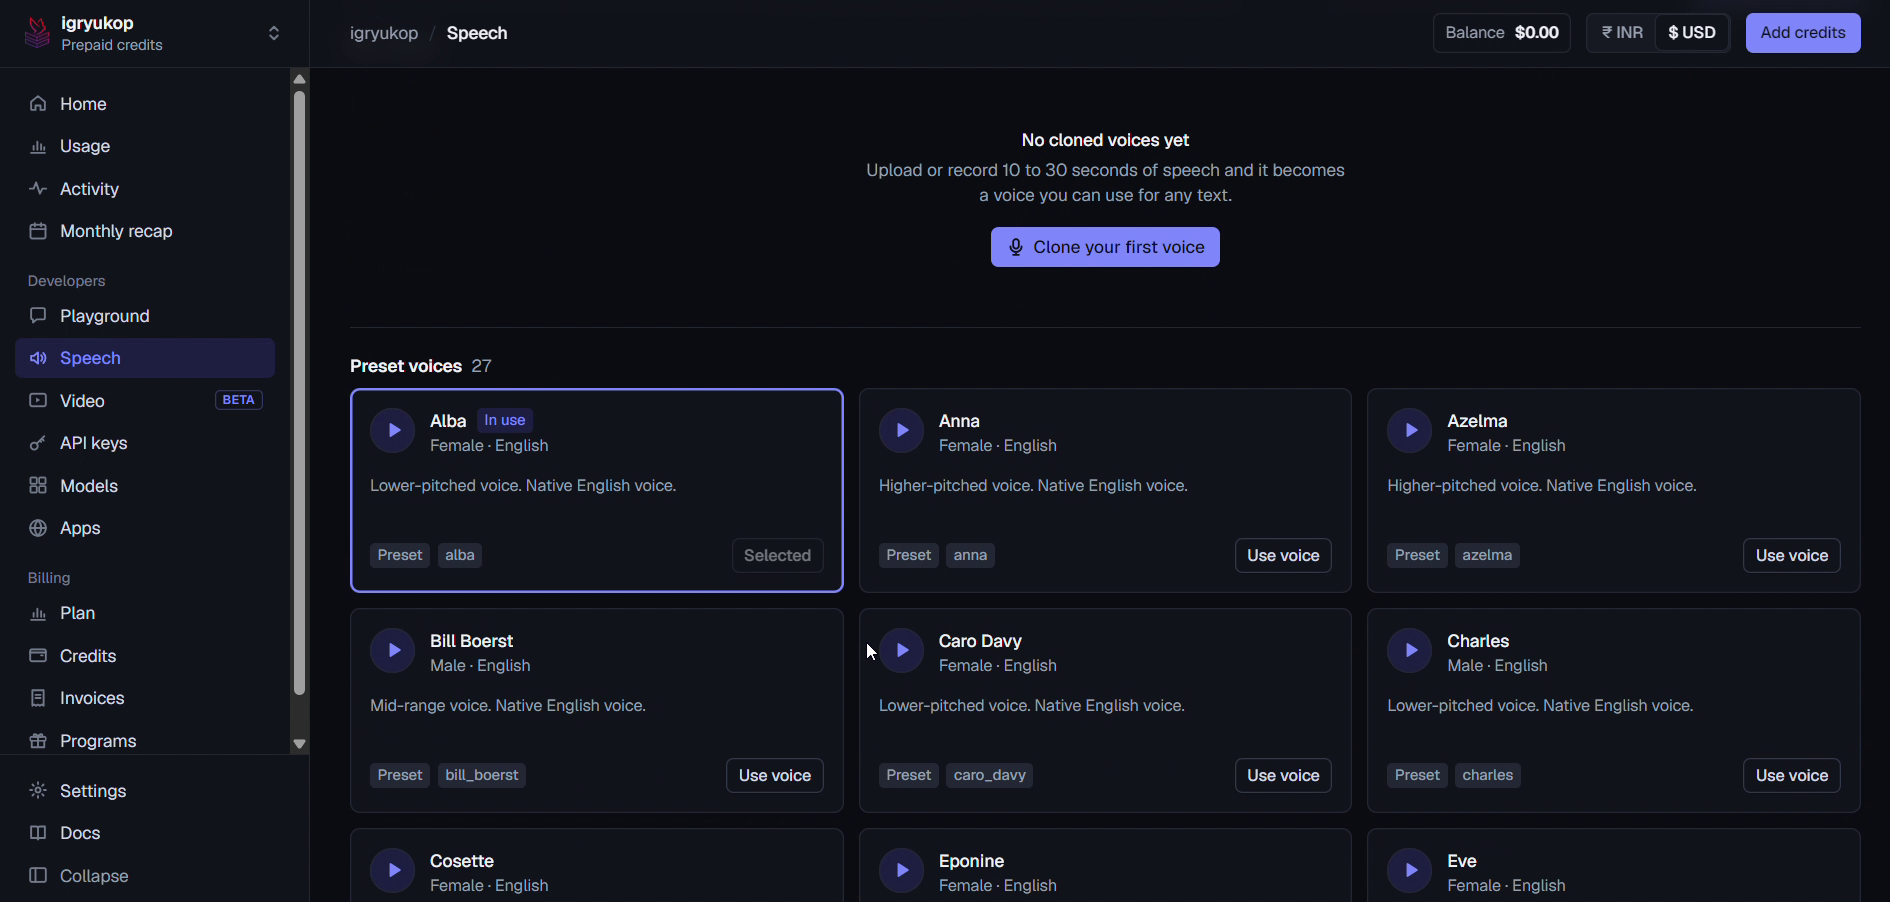 igryukop
Prepaid credits
Home
Usage
Activity
Monthly recap
Developers
Playground
Speech
Video BETA
API keys
Models
Apps
Billing
Plan
Credits
Invoices
Programs
Settings
Docs
Collapse
igryukop / Speech
Balance $0.00
₹ INR $ USD
Add credits
No cloned voices yet
Upload or record 10 to 30 seconds of speech and it becomes
a voice you can use for any text.
Clone your first voice
Preset voices 27
Alba In use
Female · English
Lower-pitched voice. Native English voice.
Preset alba Selected
Anna
Female · English
Higher-pitched voice. Native English voice.
Preset anna Use voice
Azelma
Female · English
Higher-pitched voice. Native English voice.
Preset azelma Use voice
Bill Boerst
Male · English
Mid-range voice. Native English voice.
Preset bill_boerst Use voice
Caro Davy
Female · English
Lower-pitched voice. Native English voice.
Preset caro_davy Use voice
Charles
Male · English
Lower-pitched voice. Native English voice.
Preset charles Use voice
Cosette
Female · English
Eponine
Female · English
Eve
Female · English